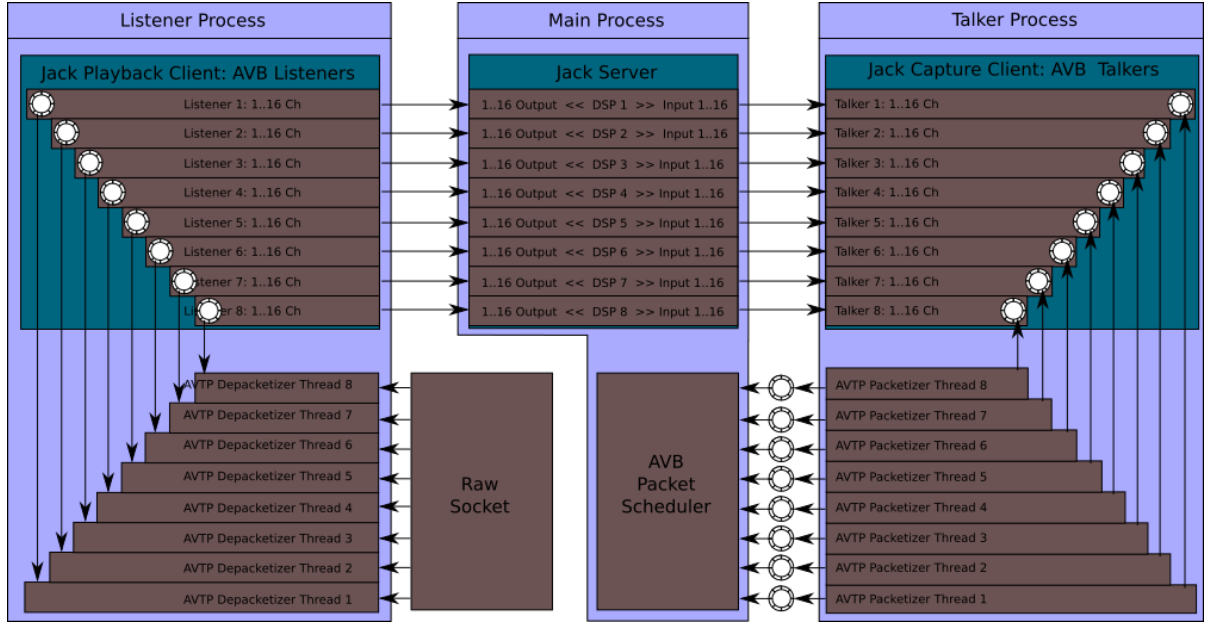 Listener Process
Main Process
Talker Process
Jack Playback Client: AVB Listeners
Jack Server
Jack Capture Client: AVB Talkers
Listener 1: 1..16 Ch
1..16 Output << DSP 1 >> Input 1..16
Talker 1: 1..16 Ch
Listener 2: 1..16 Ch
1..16 Output << DSP 2 >> Input 1..16
Talker 2: 1..16 Ch
Listener 3: 1..16 Ch
1..16 Output << DSP 3 >> Input 1..16
Talker 3: 1..16 Ch
Listener 4: 1..16 Ch
1..16 Output << DSP 4 >> Input 1..16
Talker 4: 1..16 Ch
Listener 5: 1..16 Ch
1..16 Output << DSP 5 >> Input 1..16
Talker 5: 1..16 Ch
Listener 6: 1..16 Ch
1..16 Output << DSP 6 >> Input 1..16
Talker 6: 1..16 Ch
Listener 7: 1..16 Ch
1..16 Output << DSP 7 >> Input 1..16
Talker 7: 1..16 Ch
Listener 8: 1..16 Ch
1..16 Output << DSP 8 >> Input 1..16
Talker 8: 1..16 Ch
AVTP Depacketizer Thread 8
AVTP Depacketizer Thread 7
AVTP Depacketizer Thread 6
AVTP Depacketizer Thread 5
AVTP Depacketizer Thread 4
AVTP Depacketizer Thread 3
AVTP Depacketizer Thread 2
AVTP Depacketizer Thread 1
Raw
Socket
AVB
Packet
Scheduler
AVTP Packetizer Thread 8
AVTP Packetizer Thread 7
AVTP Packetizer Thread 6
AVTP Packetizer Thread 5
AVTP Packetizer Thread 4
AVTP Packetizer Thread 3
AVTP Packetizer Thread 2
AVTP Packetizer Thread 1